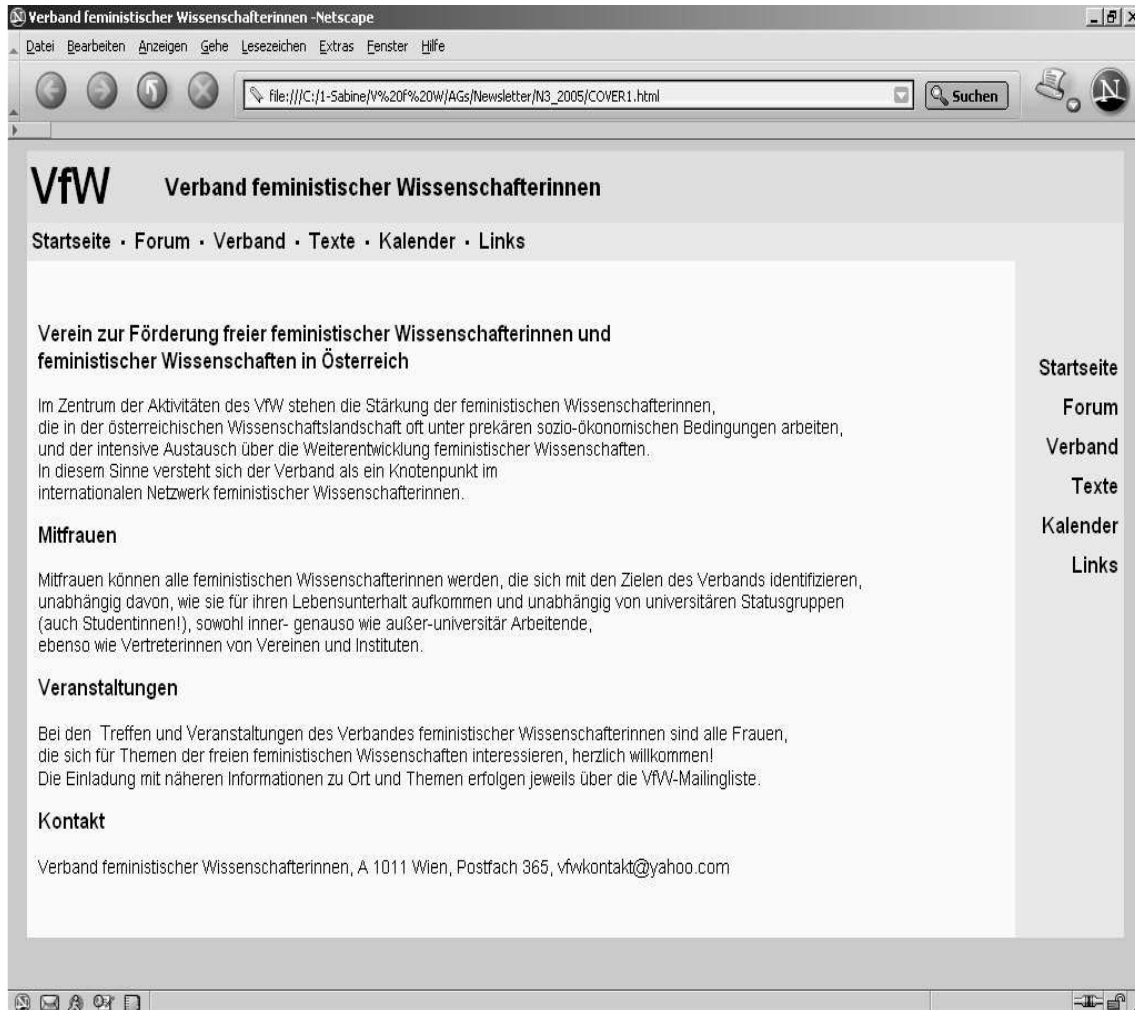 Verband feministischer Wissenschafterinnen -Netscape
Datei Bearbeiten Anzeigen Gehe Lesezeichen Extras Fenster Hilfe
file:///C:/1-Sabine/V%20f%20W/AGs/Newsletter/N3_2005/COVER1.html Suchen N
VfW Verband feministischer Wissenschafterinnen
Startseite · Forum · Verband · Texte · Kalender · Links
Verein zur Förderung freier feministischer Wissenschafterinnen und
feministischer Wissenschaften in Österreich
Im Zentrum der Aktivitäten des VfW stehen die Stärkung der feministischen Wissenschafterinnen,
die in der österreichischen Wissenschaftslandschaft oft unter prekären sozio-ökonomischen Bedingungen arbeiten,
und der intensive Austausch über die Weiterentwicklung feministischer Wissenschaften.
In diesem Sinne versteht sich der Verband als ein Knotenpunkt im
internationalen Netzwerk feministischer Wissenschafterinnen.
Mitfrauen
Mitfrauen können alle feministischen Wissenschafterinnen werden, die sich mit den Zielen des Verbands identifizieren,
unabhängig davon, wie sie für ihren Lebensunterhalt aufkommen und unabhängig von universitären Statusgruppen
(auch Studentinnen!), sowohl inner- genauso wie außer-universitär Arbeitende,
ebenso wie Vertreterinnen von Vereinen und Instituten.
Veranstaltungen
Bei den Treffen und Veranstaltungen des Verbandes feministischer Wissenschafterinnen sind alle Frauen,
die sich für Themen der freien feministischen Wissenschaften interessieren, herzlich willkommen!
Die Einladung mit näheren Informationen zu Ort und Themen erfolgen jeweils über die VfW-Mailingliste.
Kontakt
Verband feministischer Wissenschafterinnen, A 1011 Wien, Postfach 365, vfwkontakt@yahoo.com
Startseite
Forum
Verband
Texte
Kalender
Links